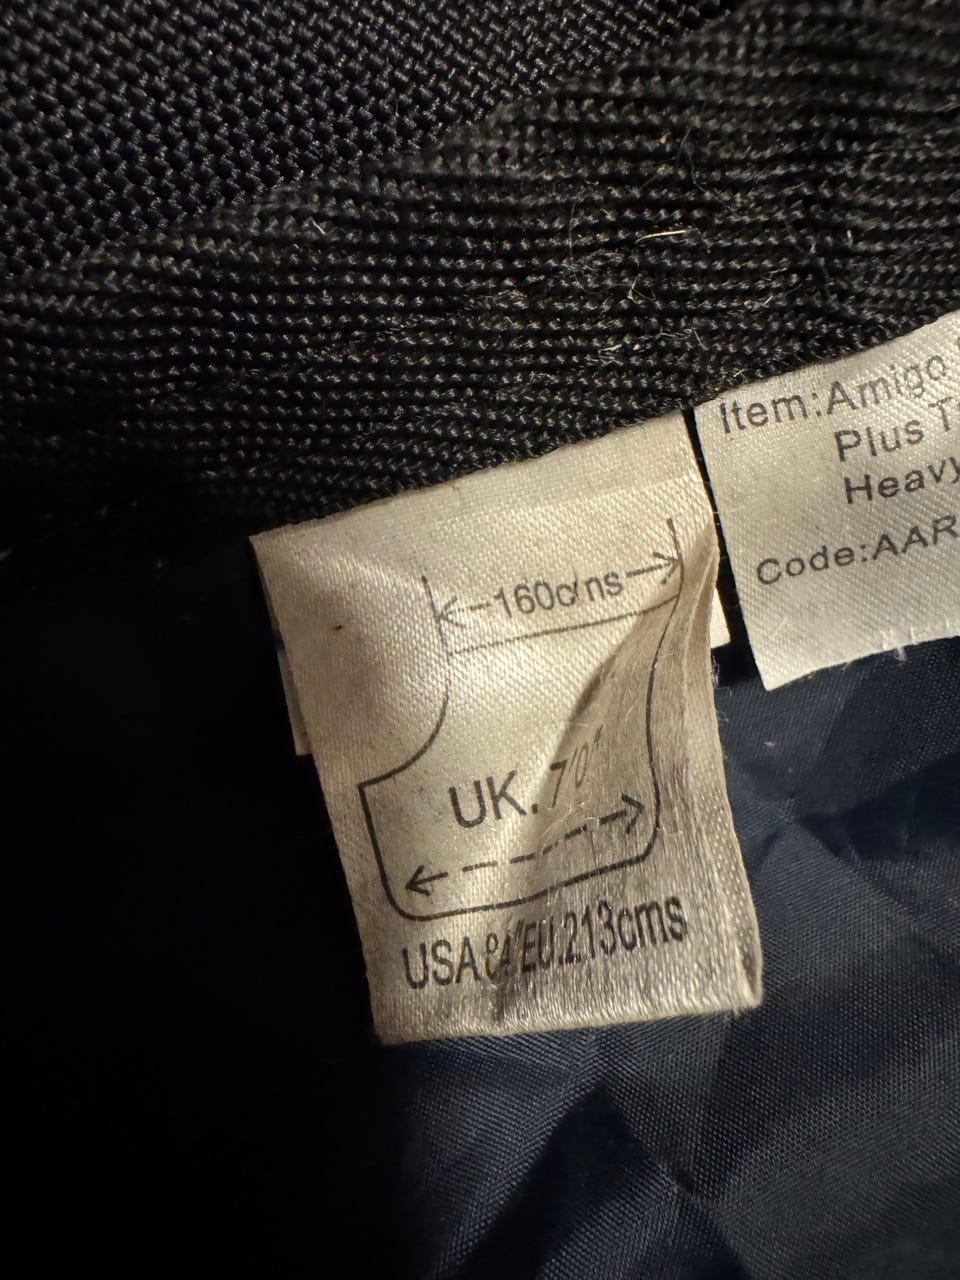 160cms
UK. 7'0"
USA 84"EU.213cms
Item:Amigo
Plus
Heavy
Code:AAR